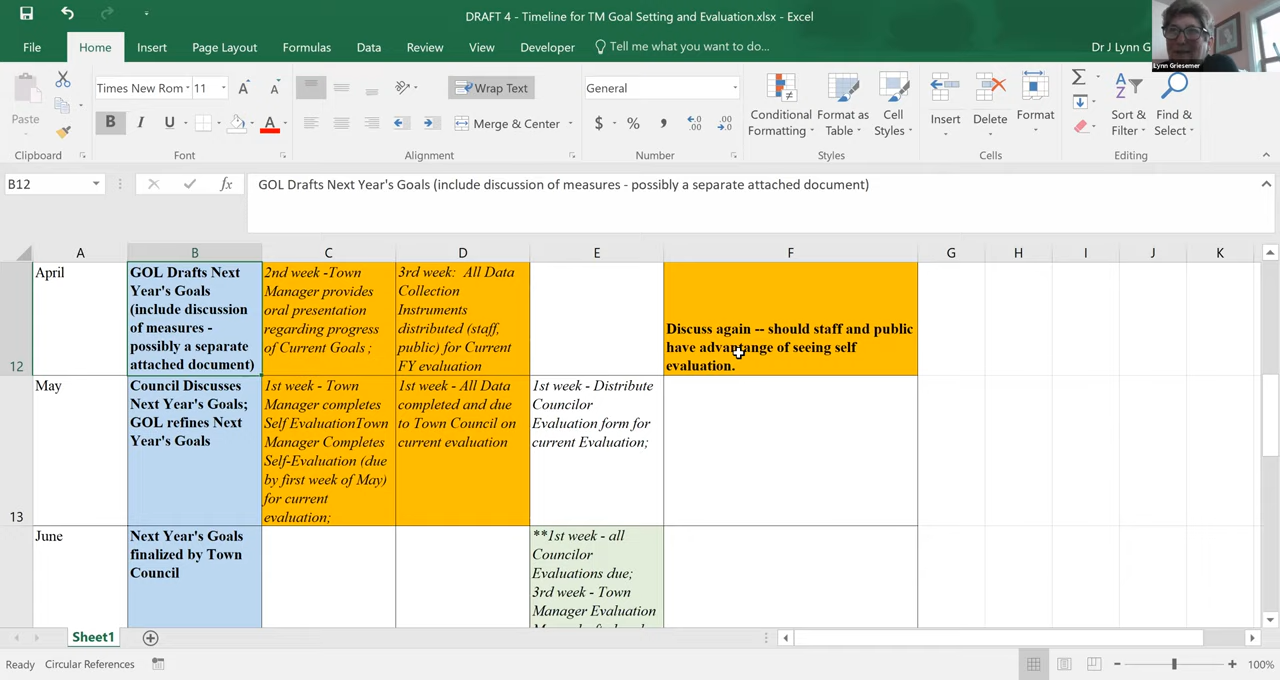 DRAFT 4 - Timeline for TM Goal Setting and Evaluation.xlsx - Excel
File Home Insert Page Layout Formulas Data Review View Developer Tell me what you want to do... Dr J Lynn G
Lynn Griesemer
Paste
Times New Rom 11
B I U A
Wrap Text
Merge & Center
General
$ %
Conditional Formatting
Format as Table
Cell Styles
Insert Delete Format
Sort & Filter
Find & Select
Clipboard Font Alignment Number Styles Cells Editing
B12 fx GOL Drafts Next Year's Goals (include discussion of measures - possibly a separate attached document)
A B C D E F G H I J K
12
April
GOL Drafts Next
Year's Goals
(include discussion
of measures -
possibly a separate
attached document)
2nd week -Town
Manager provides
oral presentation
regarding progress
of Current Goals ;
3rd week: All Data
Collection
Instruments
distributed (staff,
public) for Current
FY evaluation
Discuss again -- should staff and public
have advantange of seeing self
evaluation.
13
May
Council Discusses
Next Year's Goals;
GOL refines Next
Year's Goals
1st week - Town
Manager completes
Self EvaluationTown
Manager Completes
Self-Evaluation (due
by first week of May)
for current
evaluation;
1st week - All Data
completed and due
to Town Council on
current evaluation
1st week - Distribute
Councilor
Evaluation form for
current Evaluation;
June
Next Year's Goals
finalized by Town
Council
**1st week - all
Councilor
Evaluations due;
3rd week - Town
Manager Evaluation
Sheet1
Ready Circular References 100%